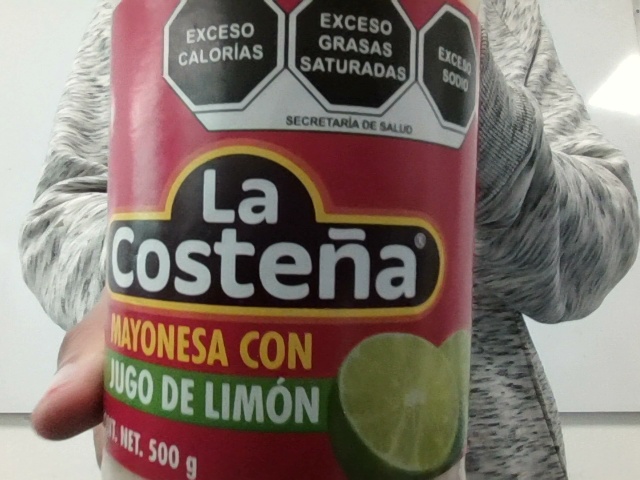 EXCESO
CALORÍAS
EXCESO
GRASAS
SATURADAS
EXCESO
SODIO
SECRETARÍA DE SALUD
La
Costeña®
MAYONESA CON
JUGO DE LIMÓN
NET. 500 g